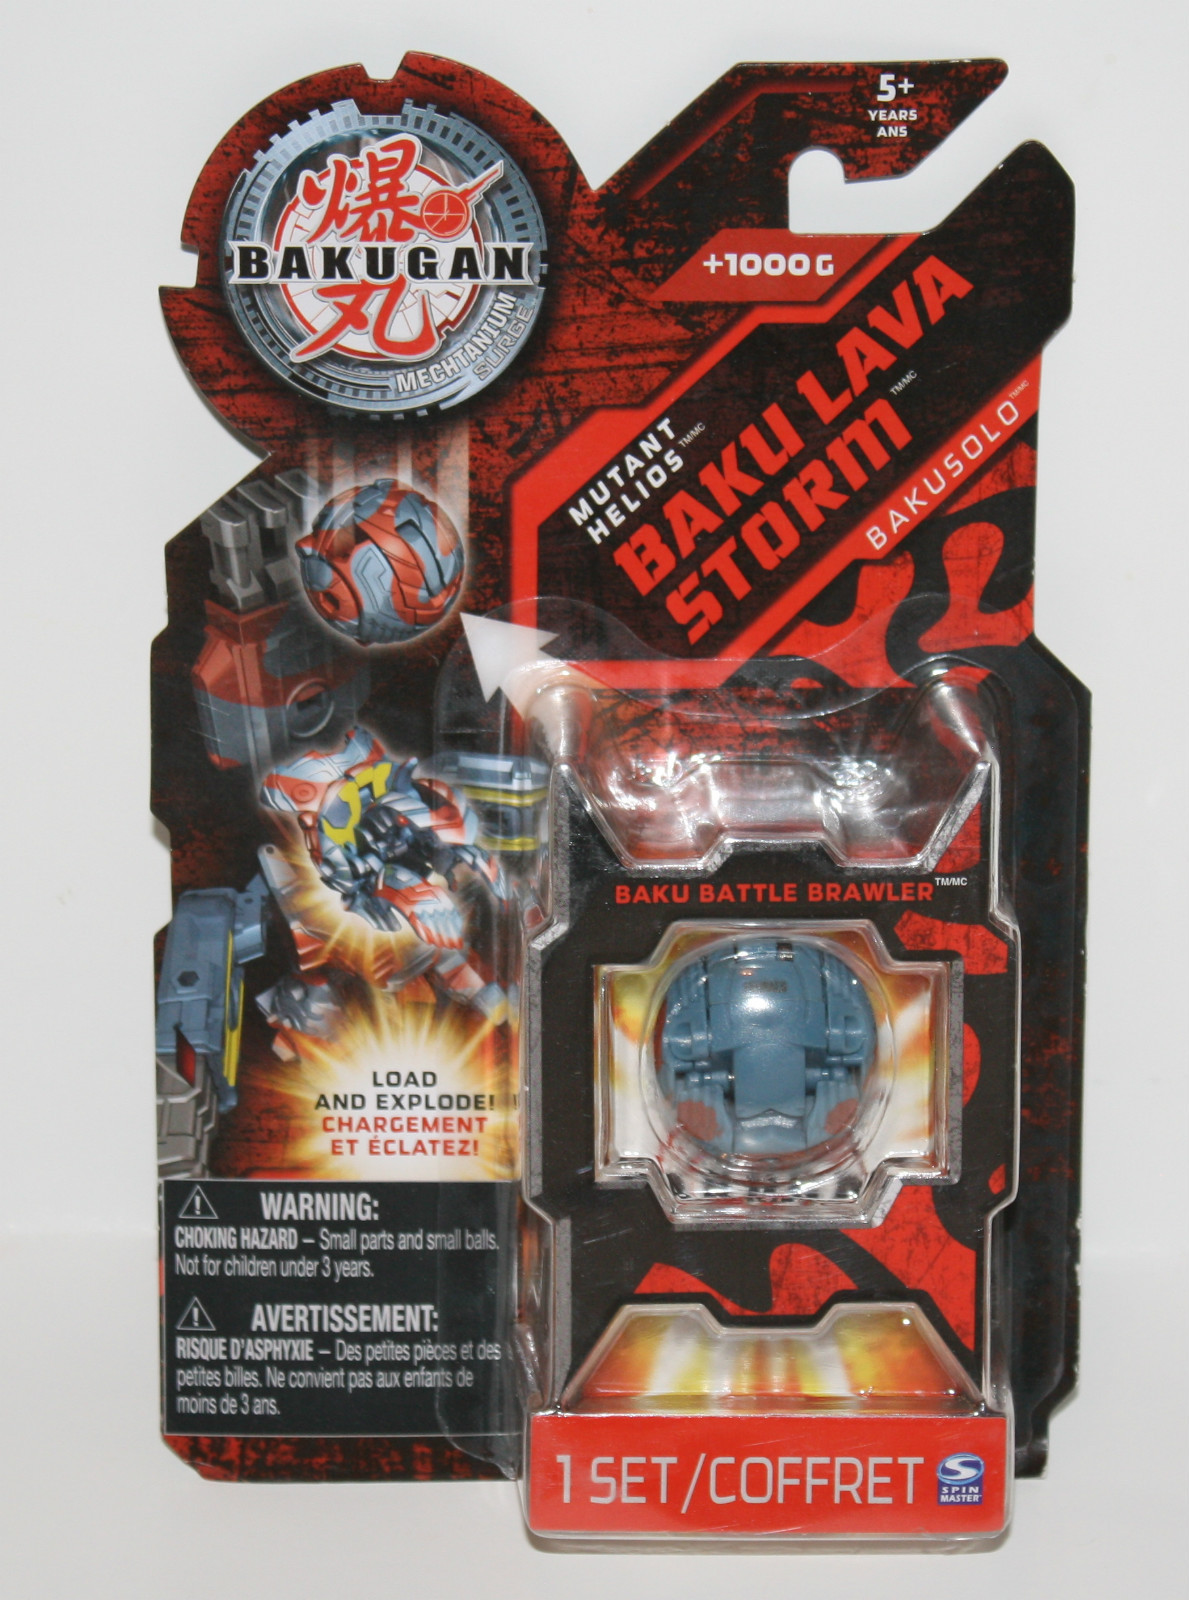 5+
YEARS
ANS
爆
BAKUGAN
丸
MECHTANIUM
SURGE
+1000 G
MUTANT
HELIOS TM/MC
BAKU LAVA
STORM TM/MC
BAKUSOLO TM/MC
BAKU BATTLE BRAWLER TM/MC
LOAD
AND EXPLODE!
CHARGEMENT
ET ÉCLATEZ!
WARNING:
CHOKING HAZARD – Small parts and small balls.
Not for children under 3 years.
AVERTISSEMENT:
RISQUE D'ASPHYXIE – Des petites pièces et des
petites billes. Ne convient pas aux enfants de
moins de 3 ans.
1 SET/COFFRET
SPIN
MASTER